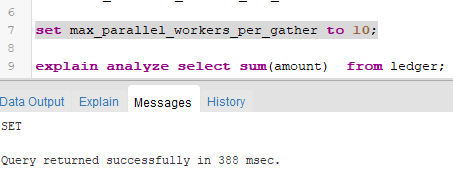 6
7 set max_parallel_workers_per_gather to 10;
8
9 explain analyze select sum(amount)  from ledger;
Data Output Explain Messages History
SET
Query returned successfully in 388 msec.